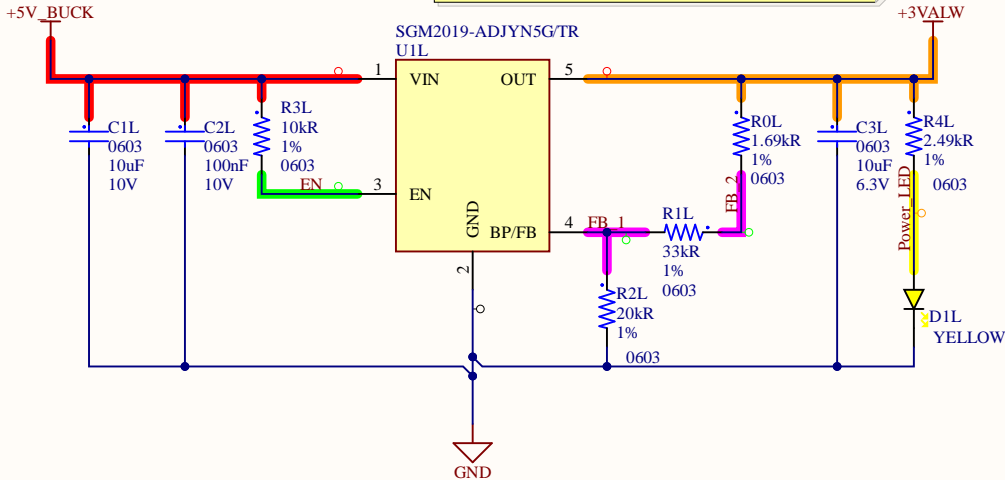 +5V_BUCK
+3VALW
SGM2019-ADJYN5G/TR
U1L
1
VIN
OUT
5
C1L
0603
10uF
10V
C2L
0603
100nF
10V
R3L
10kR
1%
0603
EN
3
EN
GND
2
BP/FB
4
FB_1
R1L
33kR
1%
0603
R0L
1.69kR
1%
0603
FB_2
C3L
0603
10uF
6.3V
R4L
2.49kR
1%
0603
Power_LED
R2L
20kR
1%
0603
D1L
YELLOW
GND